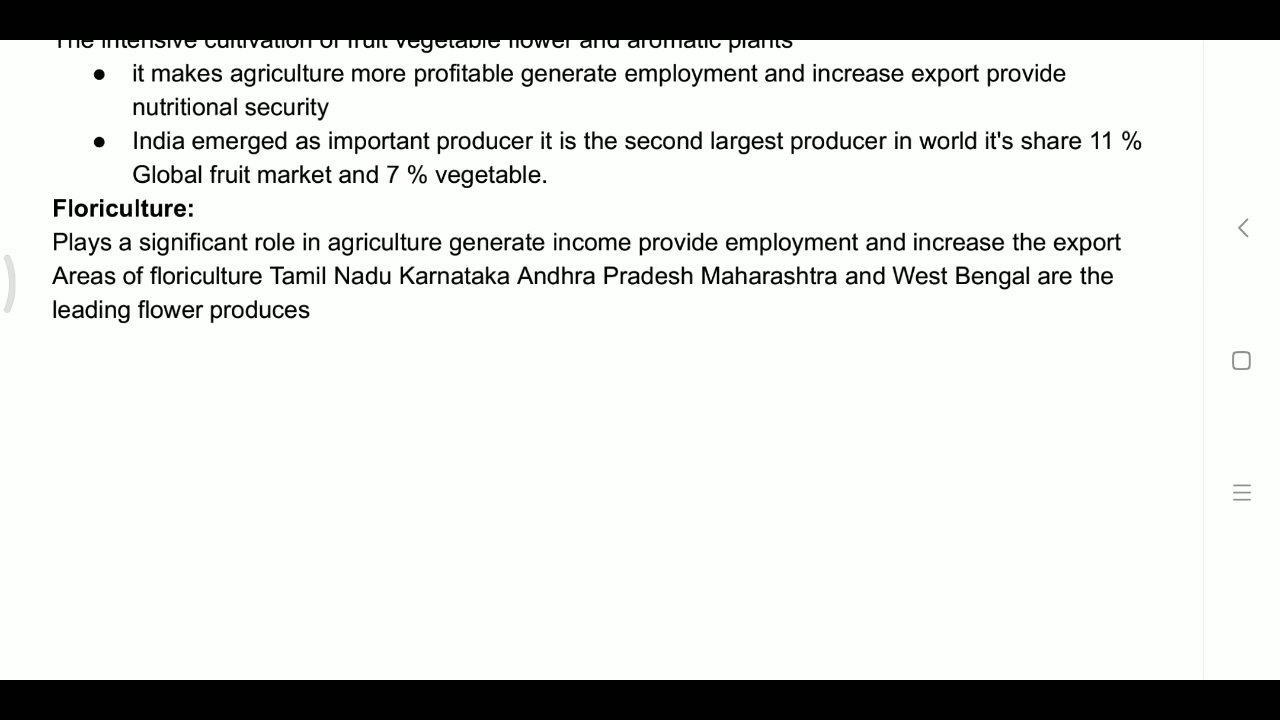 The intensive cultivation of fruit vegetable flower and aromatic plants
● it makes agriculture more profitable generate employment and increase export provide
nutritional security
● India emerged as important producer it is the second largest producer in world it's share 11 %
Global fruit market and 7 % vegetable.
Floriculture:
Plays a significant role in agriculture generate income provide employment and increase the export
Areas of floriculture Tamil Nadu Karnataka Andhra Pradesh Maharashtra and West Bengal are the
leading flower produces